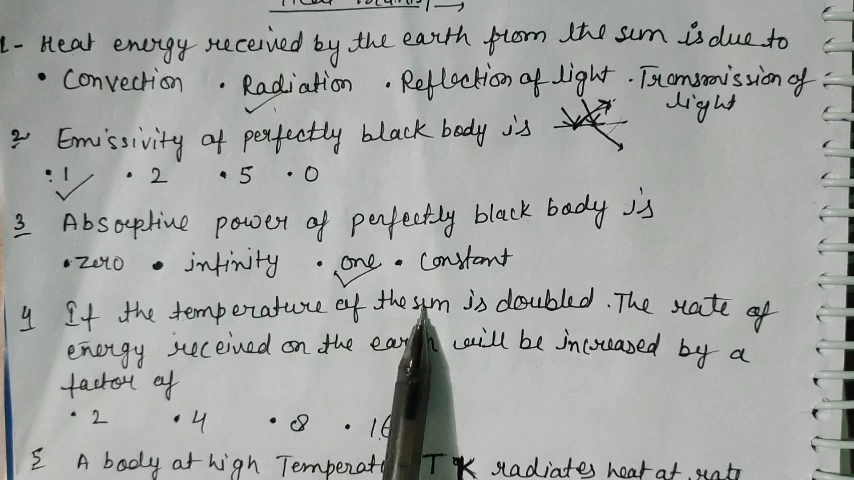 1- Heat energy received by the earth from the sun is due to
• Convection • Radiation • Reflection of light • Transmission of
light
2 Emissivity of perfectly black body is
• 1 • 2 • 5 • 0
3 Absorptive power of perfectly black body is
• zero • infinity • one • Constant
4 If the temperature of the sun is doubled. The rate of
energy received on the earth will be increased by a
factor of
• 2 • 4 • 8 • 16
5 A body at high Temperature T K radiates heat at rate